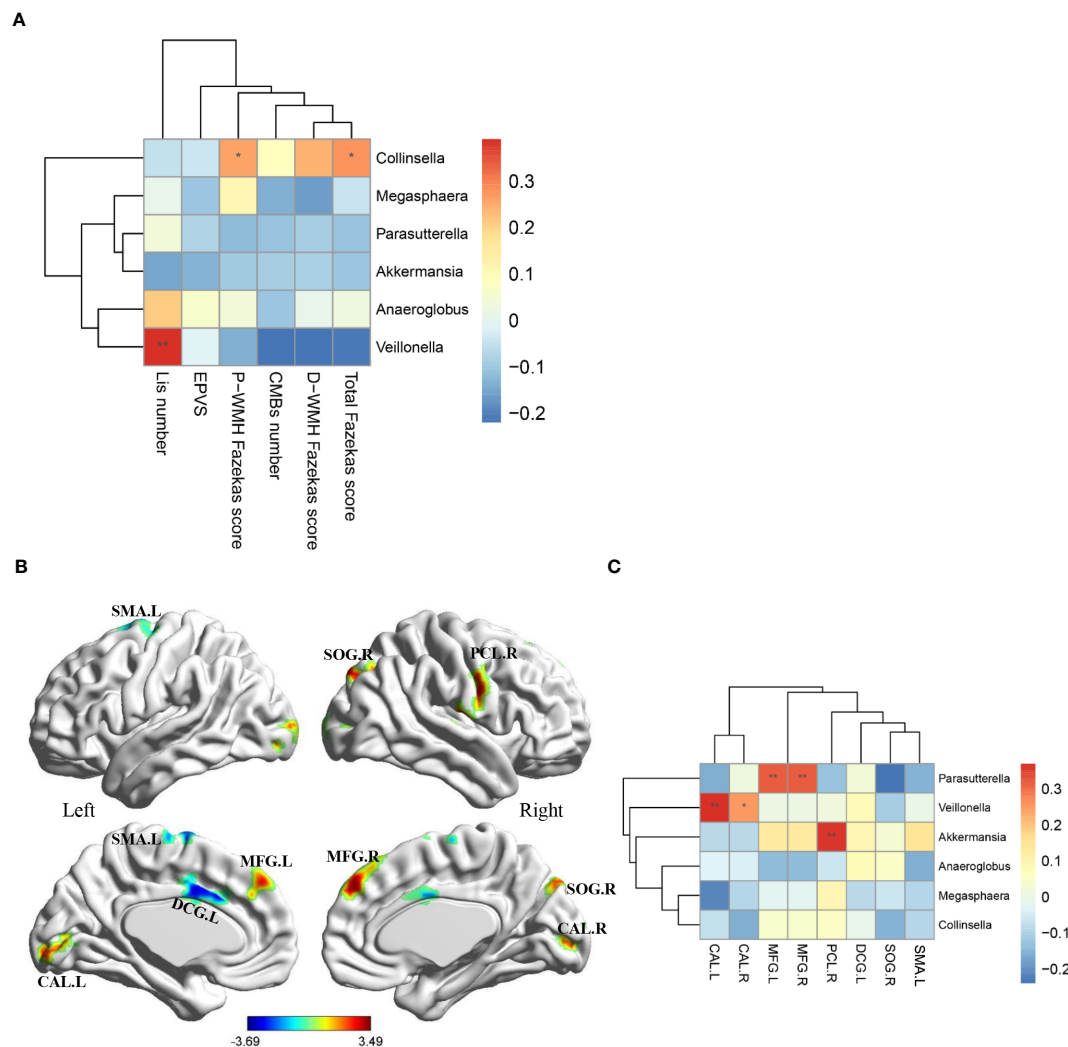 A
* *
Collinsella
Megasphaera
Parasutterella
Akkermansia
Anaeroglobus
**
Veillonella
0.3
0.2
0.1
0
−0.1
−0.2
Lis number
EPVS
P−WMH Fazekas score
CMBs number
D−WMH Fazekas score
Total Fazekas score
B
SMA.L
SOG.R
PCL.R
Left
Right
SMA.L
MFG.L
DCG.L
CAL.L
MFG.R
SOG.R
CAL.R
-3.69
3.49
C
** **
Parasutterella
** *
Veillonella
**
Akkermansia
Anaeroglobus
Megasphaera
Collinsella
0.3
0.2
0.1
0
−0.1
−0.2
CAL.L
CAL.R
MFG.L
MFG.R
PCL.R
DCG.L
SOG.R
SMA.L